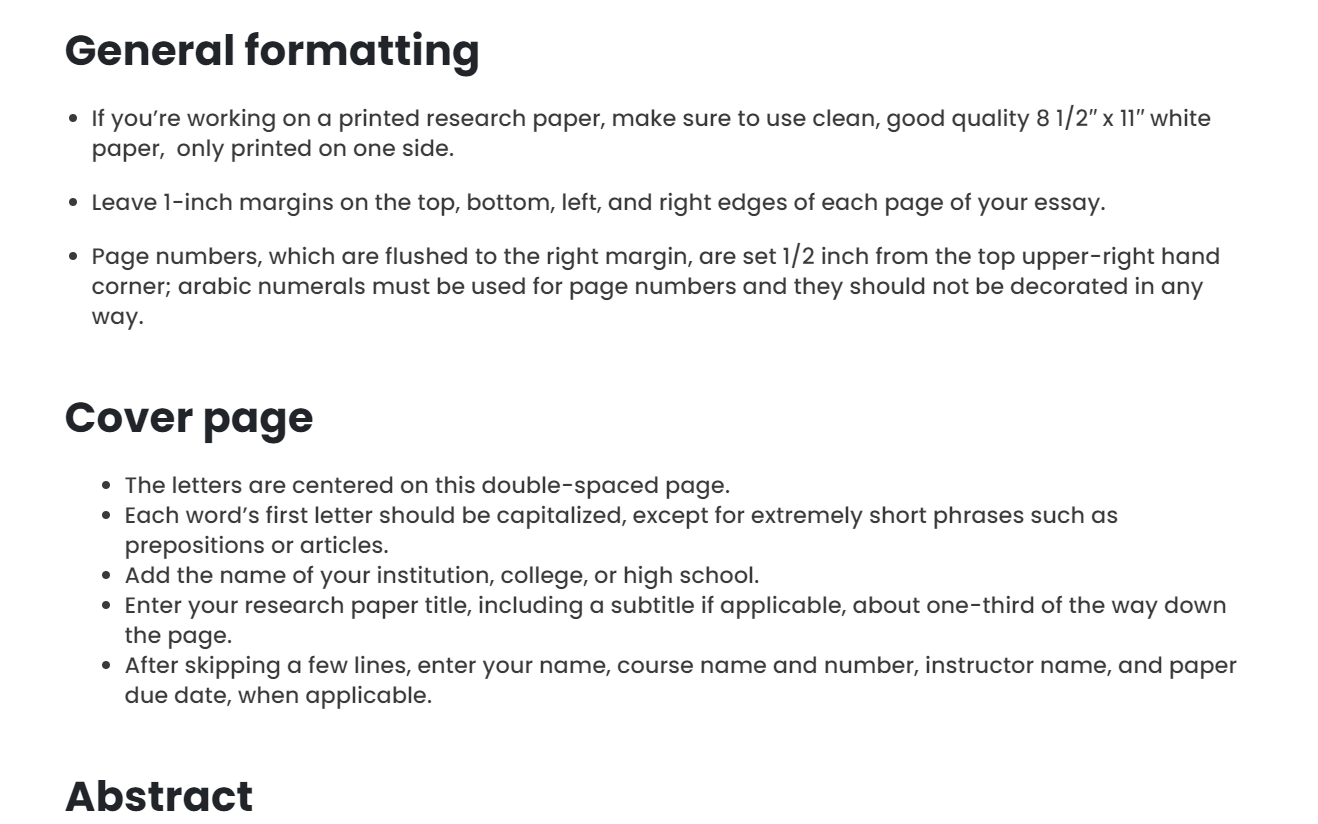 General formatting
• If you’re working on a printed research paper, make sure to use clean, good quality 8 1/2″ x 11″ white
paper,  only printed on one side.
• Leave 1-inch margins on the top, bottom, left, and right edges of each page of your essay.
• Page numbers, which are flushed to the right margin, are set 1/2 inch from the top upper-right hand
corner; arabic numerals must be used for page numbers and they should not be decorated in any
way.
Cover page
• The letters are centered on this double-spaced page.
• Each word’s first letter should be capitalized, except for extremely short phrases such as
prepositions or articles.
• Add the name of your institution, college, or high school.
• Enter your research paper title, including a subtitle if applicable, about one-third of the way down
the page.
• After skipping a few lines, enter your name, course name and number, instructor name, and paper
due date, when applicable.
Abstract